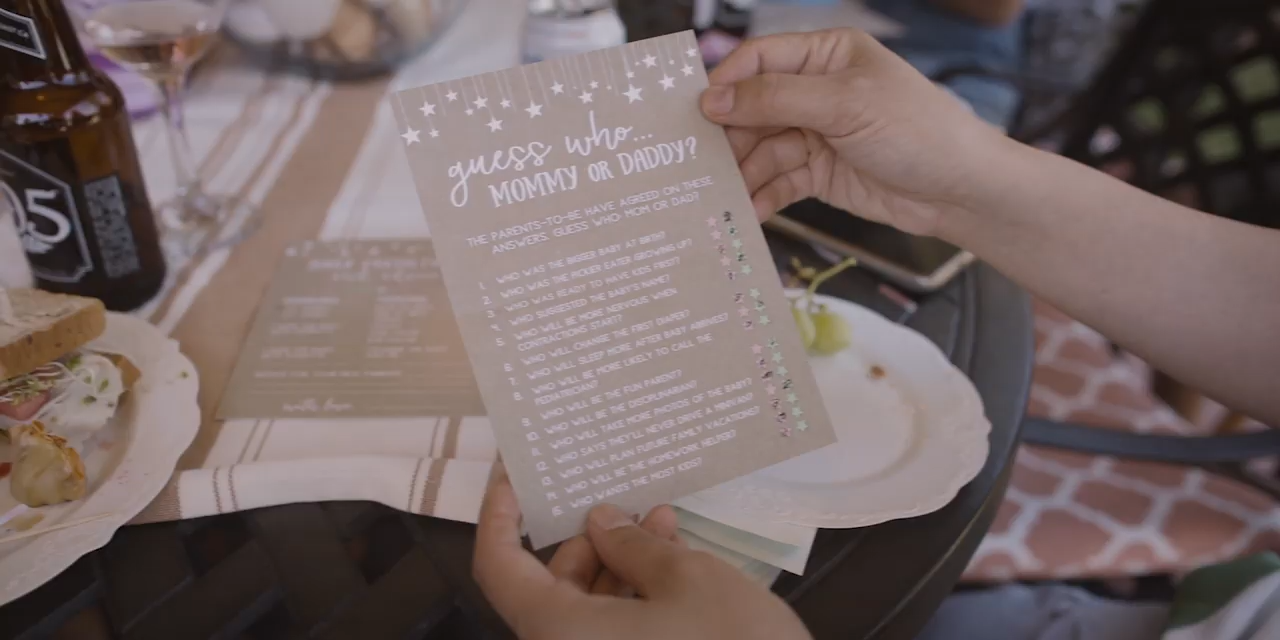 guess who...
MOMMY OR DADDY?
THE PARENTS-TO-BE HAVE AGREED ON THESE
ANSWERS. GUESS WHO: MOM OR DAD?
1. WHO WAS THE BIGGER BABY AT BIRTH?
2. WHO WAS THE PICKIER EATER GROWING UP?
3. WHO WAS READY TO HAVE KIDS FIRST?
4. WHO SUGGESTED THE BABY'S NAME?
5. WHO WILL BE MORE NERVOUS WHEN
CONTRACTIONS START?
6. WHO WILL CHANGE THE FIRST DIAPER?
7. WHO WILL SLEEP MORE AFTER BABY ARRIVES?
8. WHO WILL BE MORE LIKELY TO CALL THE
PEDIATRICIAN?
9. WHO WILL BE THE FUN PARENT?
10. WHO WILL BE THE DISCIPLINARIAN?
11. WHO WILL TAKE MORE PHOTOS OF THE BABY?
12. WHO SAYS THEY'LL NEVER DRIVE A MINIVAN?
13. WHO WILL PLAN FUTURE FAMILY VACATIONS?
14. WHO WILL BE THE HOMEWORK HELPER?
15. WHO WANTS THE MOST KIDS?
05